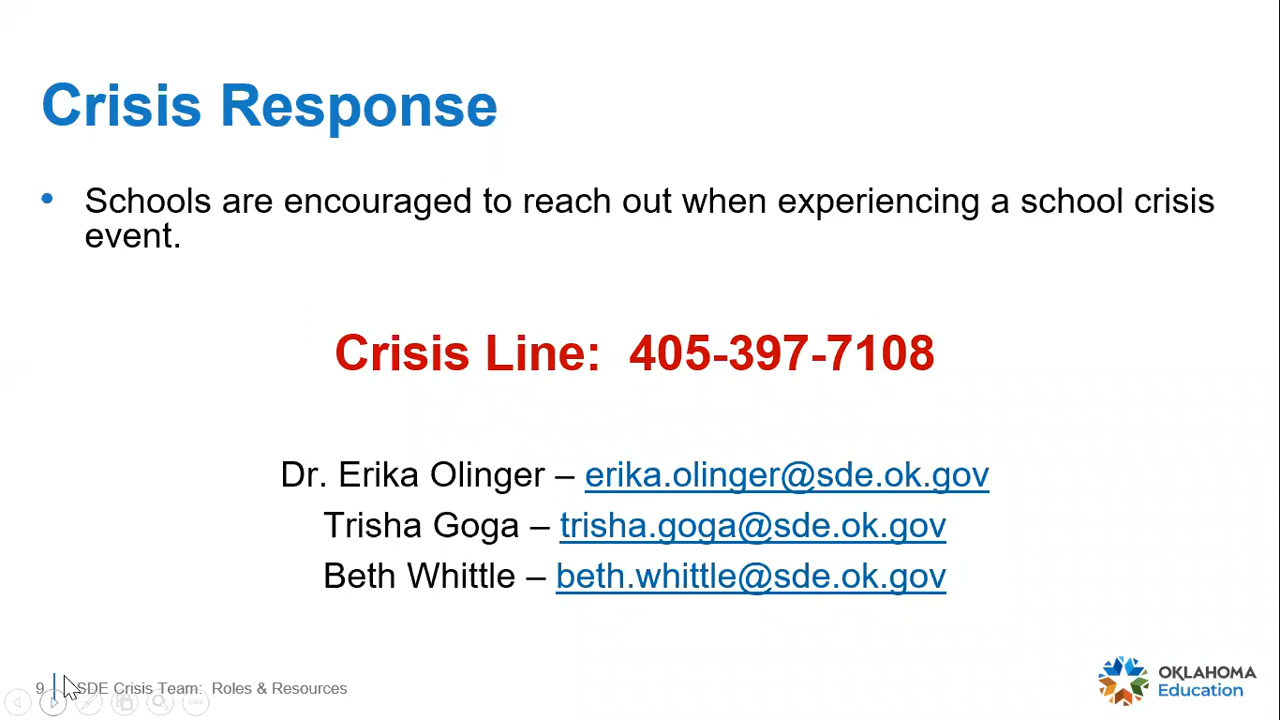 Crisis Response
• Schools are encouraged to reach out when experiencing a school crisis
event.
Crisis Line:  405-397-7108
Dr. Erika Olinger – erika.olinger@sde.ok.gov
Trisha Goga – trisha.goga@sde.ok.gov
Beth Whittle – beth.whittle@sde.ok.gov
9 SDE Crisis Team:  Roles & Resources
OKLAHOMA
Education